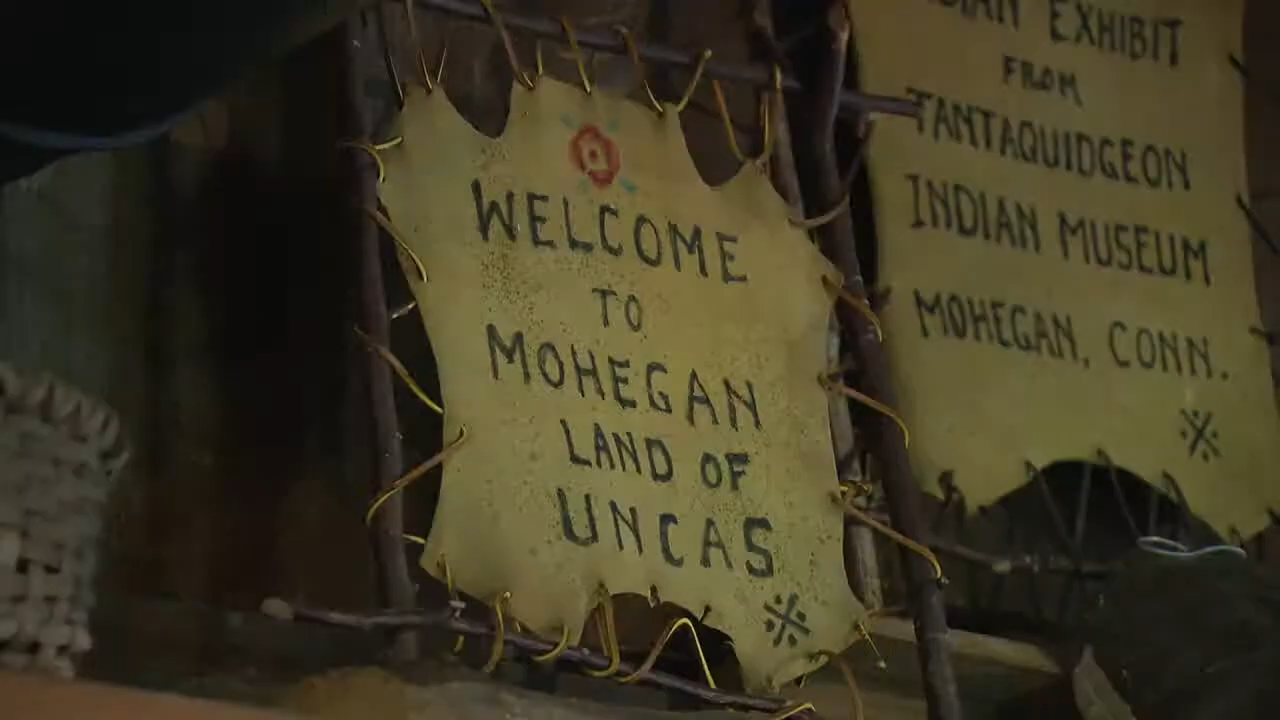 WELCOME
TO
MOHEGAN
LAND OF
UNCAS
EXHIBIT
FROM
TANTAQUIDGEON
INDIAN MUSEUM
MOHEGAN, CONN.